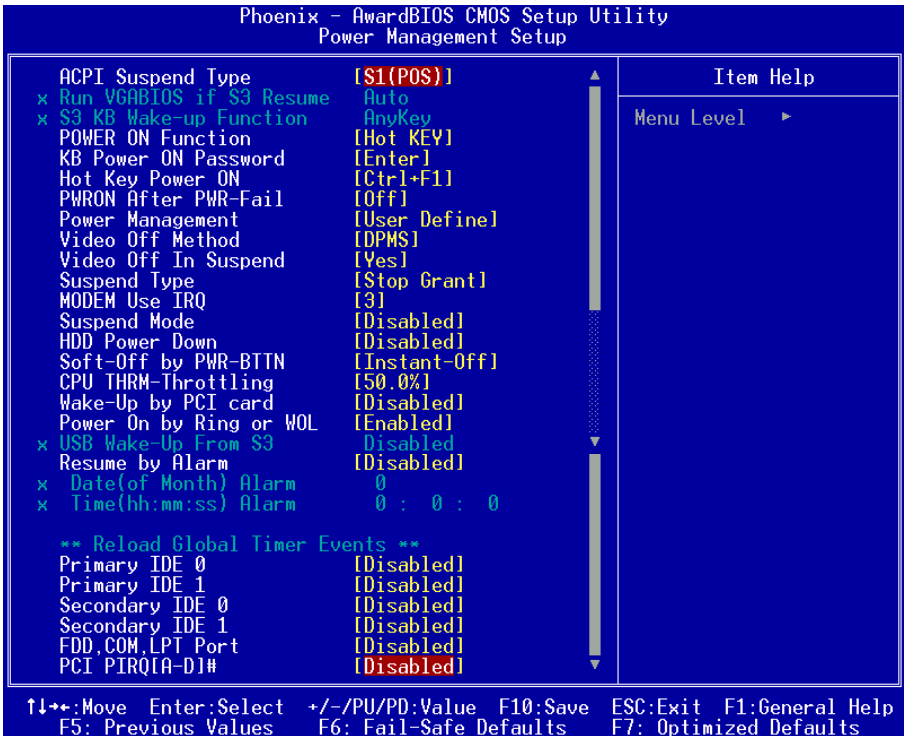 Phoenix - AwardBIOS CMOS Setup Utility
Power Management Setup
ACPI Suspend Type [S1(POS)]
x Run VGABIOS if S3 Resume Auto
x S3 KB Wake-up Function AnyKey
POWER ON Function [Hot KEY]
KB Power ON Password [Enter]
Hot Key Power ON [Ctrl+F1]
PWRON After PWR-Fail [Off]
Power Management [User Define]
Video Off Method [DPMS]
Video Off In Suspend [Yes]
Suspend Type [Stop Grant]
MODEM Use IRQ [3]
Suspend Mode [Disabled]
HDD Power Down [Disabled]
Soft-Off by PWR-BTTN [Instant-Off]
CPU THRM-Throttling [50.0%]
Wake-Up by PCI card [Disabled]
Power On by Ring or WOL [Enabled]
x USB Wake-Up From S3 Disabled
Resume by Alarm [Disabled]
x Date(of Month) Alarm 0
x Time(hh:mm:ss) Alarm 0 : 0 : 0
** Reload Global Timer Events **
Primary IDE 0 [Disabled]
Primary IDE 1 [Disabled]
Secondary IDE 0 [Disabled]
Secondary IDE 1 [Disabled]
FDD,COM,LPT Port [Disabled]
PCI PIRQ[A-D]# [Disabled]
Item Help
Menu Level ►
↑↓→←:Move Enter:Select +/-/PU/PD:Value F10:Save ESC:Exit F1:General Help
F5: Previous Values F6: Fail-Safe Defaults F7: Optimized Defaults